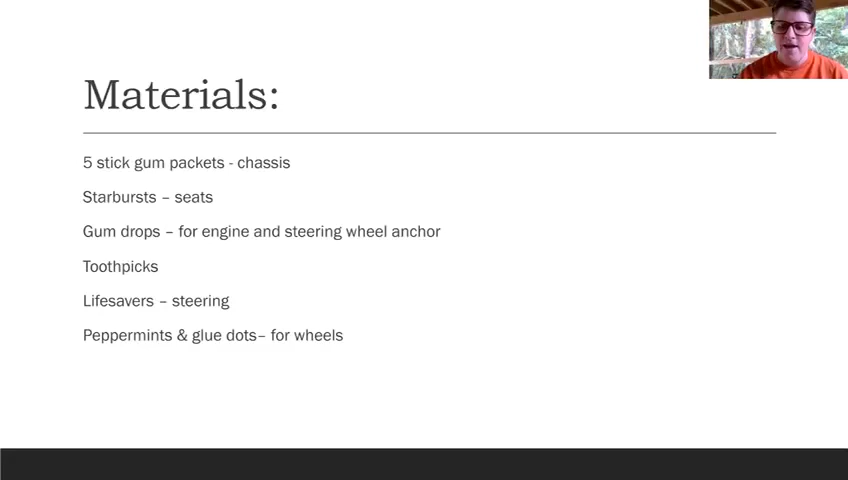 Materials:
5 stick gum packets - chassis
Starbursts – seats
Gum drops – for engine and steering wheel anchor
Toothpicks
Lifesavers – steering
Peppermints & glue dots– for wheels